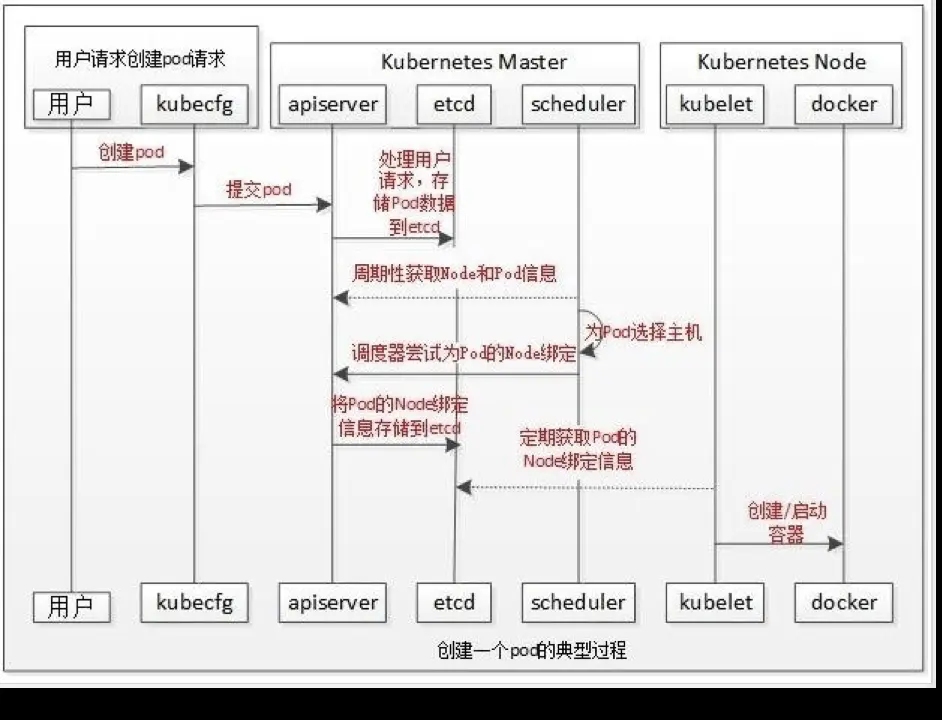 用户请求创建pod请求
Kubernetes Master
Kubernetes Node
用户
kubecfg
apiserver
etcd
scheduler
kubelet
docker
创建pod
提交pod
处理用户
请求，存
储Pod数据
到etcd
周期性获取Node和Pod信息
为Pod选择主机
调度器尝试为Pod的Node绑定
将Pod的Node绑定
信息存储到etcd
定期获取Pod的
Node绑定信息
创建/启动
容器
用户
kubecfg
apiserver
etcd
scheduler
kubelet
docker
创建一个pod的典型过程